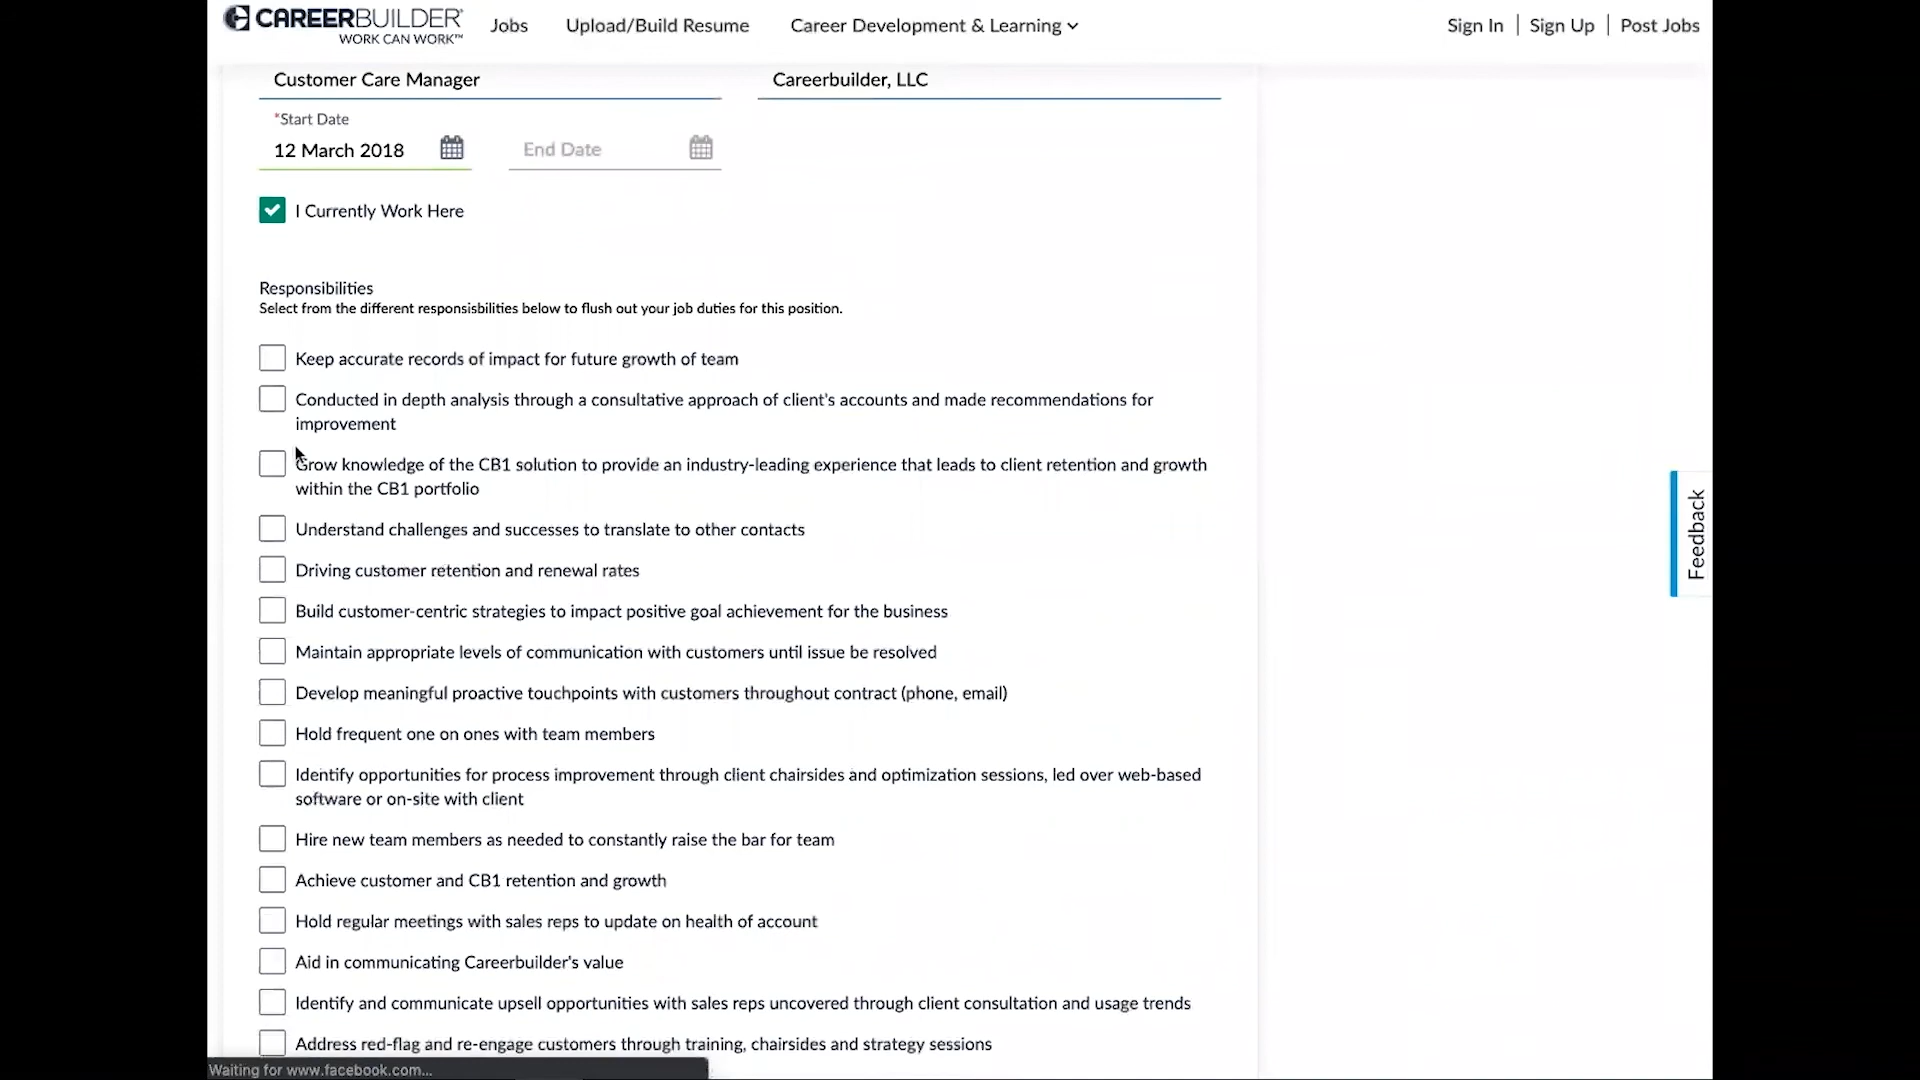 CAREERBUILDER®
WORK CAN WORK™
Jobs
Upload/Build Resume
Career Development & Learning
Sign In
Sign Up
Post Jobs
Customer Care Manager
Careerbuilder, LLC
*Start Date
12 March 2018
End Date
I Currently Work Here
Responsibilities
Select from the different responsisbilities below to flush out your job duties for this position.
Keep accurate records of impact for future growth of team
Conducted in depth analysis through a consultative approach of client's accounts and made recommendations for
improvement
Grow knowledge of the CB1 solution to provide an industry-leading experience that leads to client retention and growth
within the CB1 portfolio
Understand challenges and successes to translate to other contacts
Driving customer retention and renewal rates
Build customer-centric strategies to impact positive goal achievement for the business
Maintain appropriate levels of communication with customers until issue be resolved
Develop meaningful proactive touchpoints with customers throughout contract (phone, email)
Hold frequent one on ones with team members
Identify opportunities for process improvement through client chairsides and optimization sessions, led over web-based
software or on-site with client
Hire new team members as needed to constantly raise the bar for team
Achieve customer and CB1 retention and growth
Hold regular meetings with sales reps to update on health of account
Aid in communicating Careerbuilder's value
Identify and communicate upsell opportunities with sales reps uncovered through client consultation and usage trends
Address red-flag and re-engage customers through training, chairsides and strategy sessions
Feedback
Waiting for www.facebook.com...